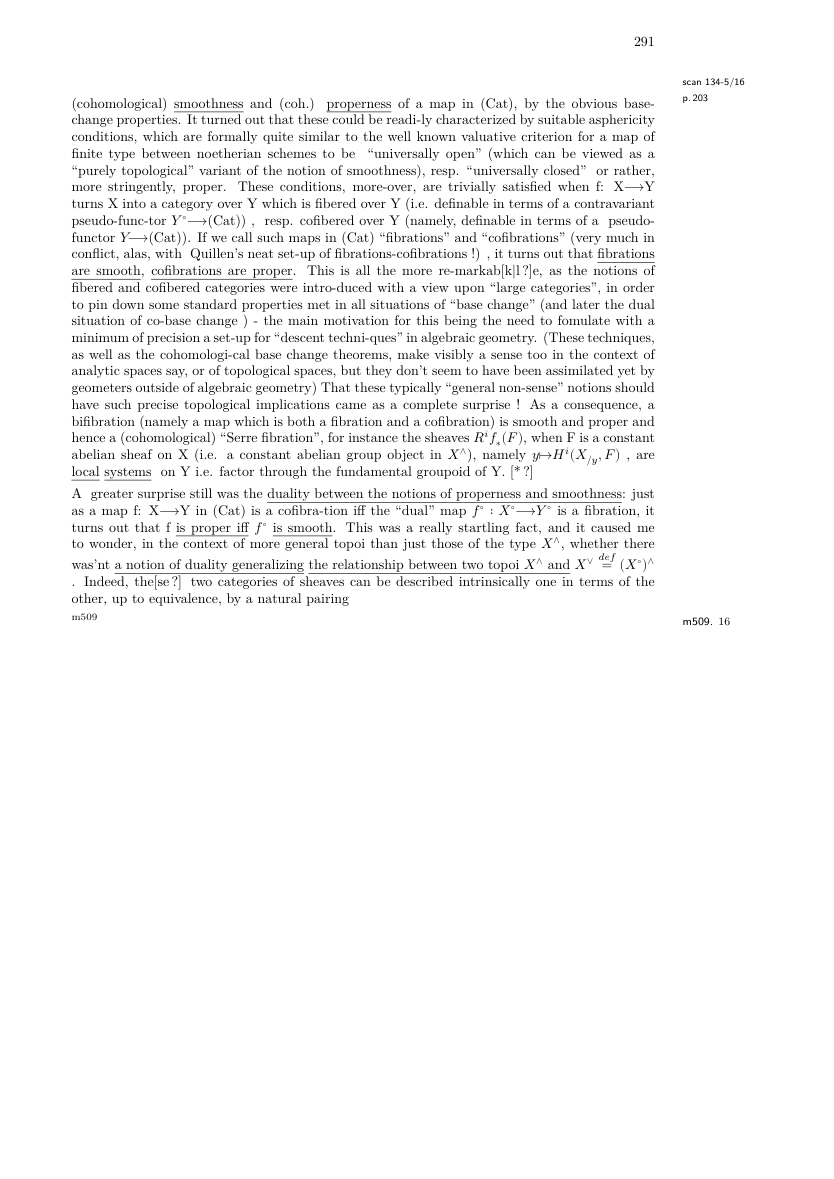 291
scan 134-5/16
(cohomological) smoothness and (coh.) properness of a map in (Cat), by the obvious base-
p. 203
change properties. It turned out that these could be readi-ly characterized by suitable asphericity
conditions, which are formally quite similar to the well known valuative criterion for a map of
finite type between noetherian schemes to be “universally open” (which can be viewed as a
“purely topological” variant of the notion of smoothness), resp. “universally closed” or rather,
more stringently, proper. These conditions, more-over, are trivially satisfied when f: X⟶Y
turns X into a category over Y which is fibered over Y (i.e. definable in terms of a contravariant
pseudo-func-tor Y°⟶(Cat)) , resp. cofibered over Y (namely, definable in terms of a pseudo-
functor Y⟶(Cat)). If we call such maps in (Cat) “fibrations” and “cofibrations” (very much in
conflict, alas, with Quillen's neat set-up of fibrations-cofibrations !) , it turns out that fibrations
are smooth, cofibrations are proper. This is all the more re-markab[k|l ?]e, as the notions of
fibered and cofibered categories were intro-duced with a view upon “large categories”, in order
to pin down some standard properties met in all situations of “base change” (and later the dual
situation of co-base change ) - the main motivation for this being the need to fomulate with a
minimum of precision a set-up for “descent techni-ques” in algebraic geometry. (These techniques,
as well as the cohomologi-cal base change theorems, make visibly a sense too in the context of
analytic spaces say, or of topological spaces, but they don't seem to have been assimilated yet by
geometers outside of algebraic geometry) That these typically “general non-sense” notions should
have such precise topological implications came as a complete surprise ! As a consequence, a
bifibration (namely a map which is both a fibration and a cofibration) is smooth and proper and
hence a (cohomological) “Serre fibration”, for instance the sheaves R^i f_*(F), when F is a constant
abelian sheaf on X (i.e. a constant abelian group object in X^∧), namely y↦H^i(X_{/y}, F) , are
local systems on Y i.e. factor through the fundamental groupoid of Y. [* ?]
A greater surprise still was the duality between the notions of properness and smoothness: just
as a map f: X⟶Y in (Cat) is a cofibra-tion iff the “dual” map f° : X°⟶Y° is a fibration, it
turns out that f is proper iff f° is smooth. This was a really startling fact, and it caused me
to wonder, in the context of more general topoi than just those of the type X^∧, whether there
was'nt a notion of duality generalizing the relationship between two topoi X^∧ and X^∨ \overset{def}{=} (X°)^∧
. Indeed, the[se ?] two categories of sheaves can be described intrinsically one in terms of the
other, up to equivalence, by a natural pairing
m509
m509. 16